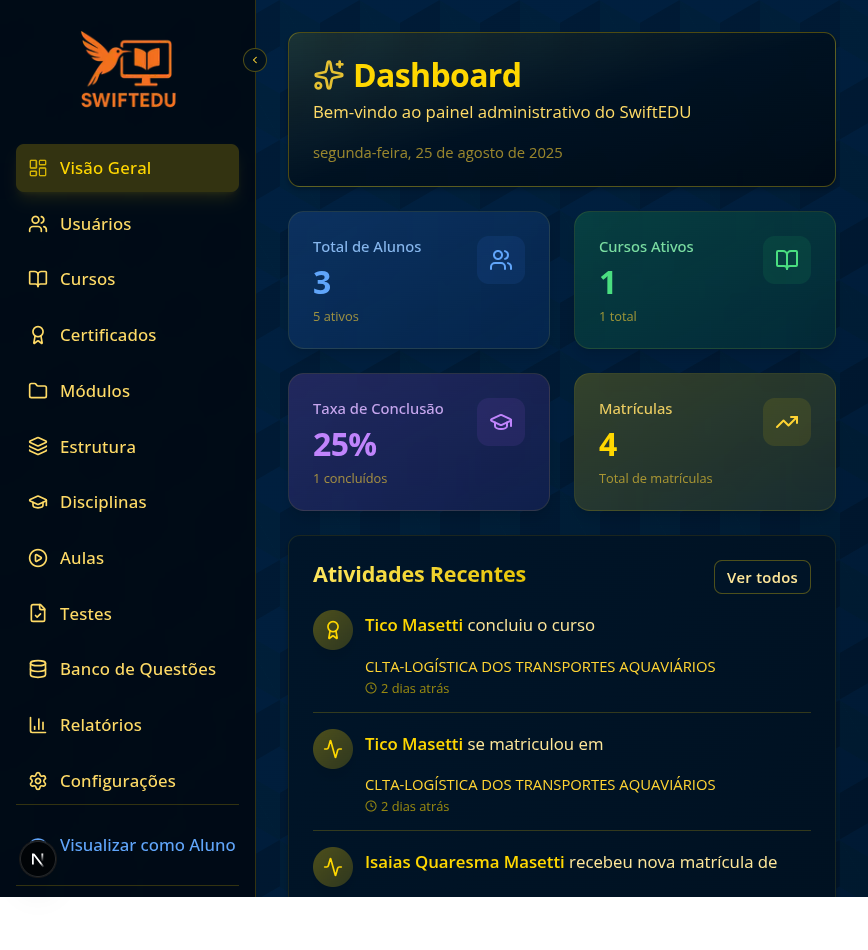 SWIFTEDU
Visão Geral
Usuários
Cursos
Certificados
Módulos
Estrutura
Disciplinas
Aulas
Testes
Banco de Questões
Relatórios
Configurações
Visualizar como Aluno
N
Dashboard
Bem-vindo ao painel administrativo do SwiftEDU
segunda-feira, 25 de agosto de 2025
Total de Alunos
3
5 ativos
Cursos Ativos
1
1 total
Taxa de Conclusão
25%
1 concluídos
Matrículas
4
Total de matrículas
Atividades Recentes
Ver todos
Tico Masetti concluiu o curso
CLTA-LOGÍSTICA DOS TRANSPORTES AQUAVIÁRIOS
2 dias atrás
Tico Masetti se matriculou em
CLTA-LOGÍSTICA DOS TRANSPORTES AQUAVIÁRIOS
2 dias atrás
Isaias Quaresma Masetti recebeu nova matrícula de